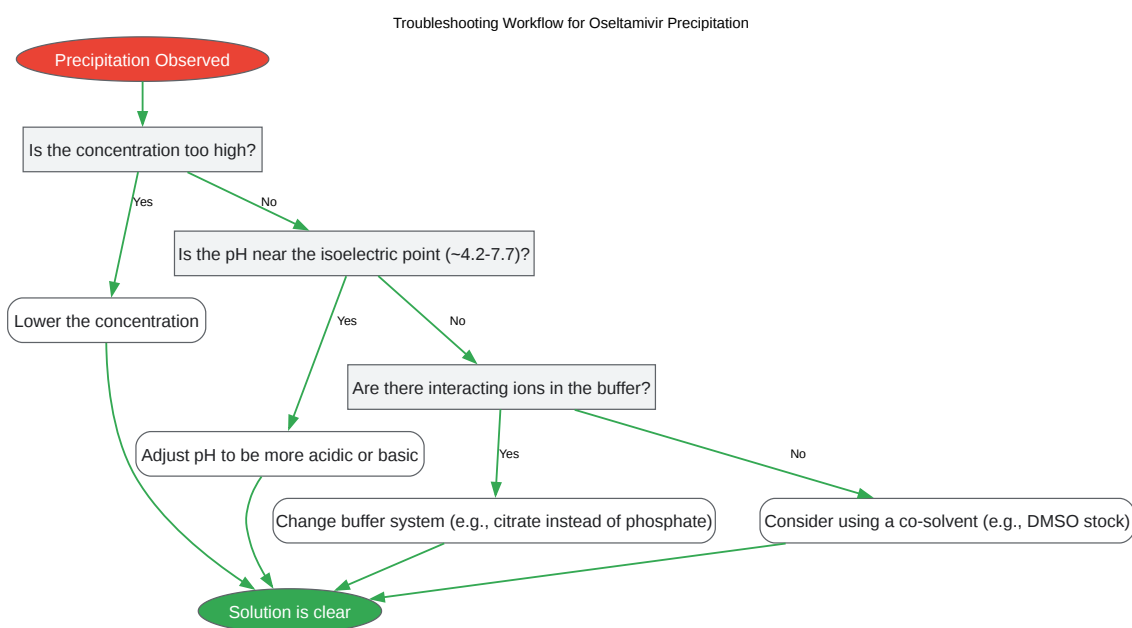 Troubleshooting Workflow for Oseltamivir Precipitation
Precipitation Observed
Is the concentration too high?
Yes
No
Is the pH near the isoelectric point (~4.2-7.7)?
Lower the concentration
Yes
No
Are there interacting ions in the buffer?
Adjust pH to be more acidic or basic
Yes
No
Change buffer system (e.g., citrate instead of phosphate)
Consider using a co-solvent (e.g., DMSO stock)
Solution is clear